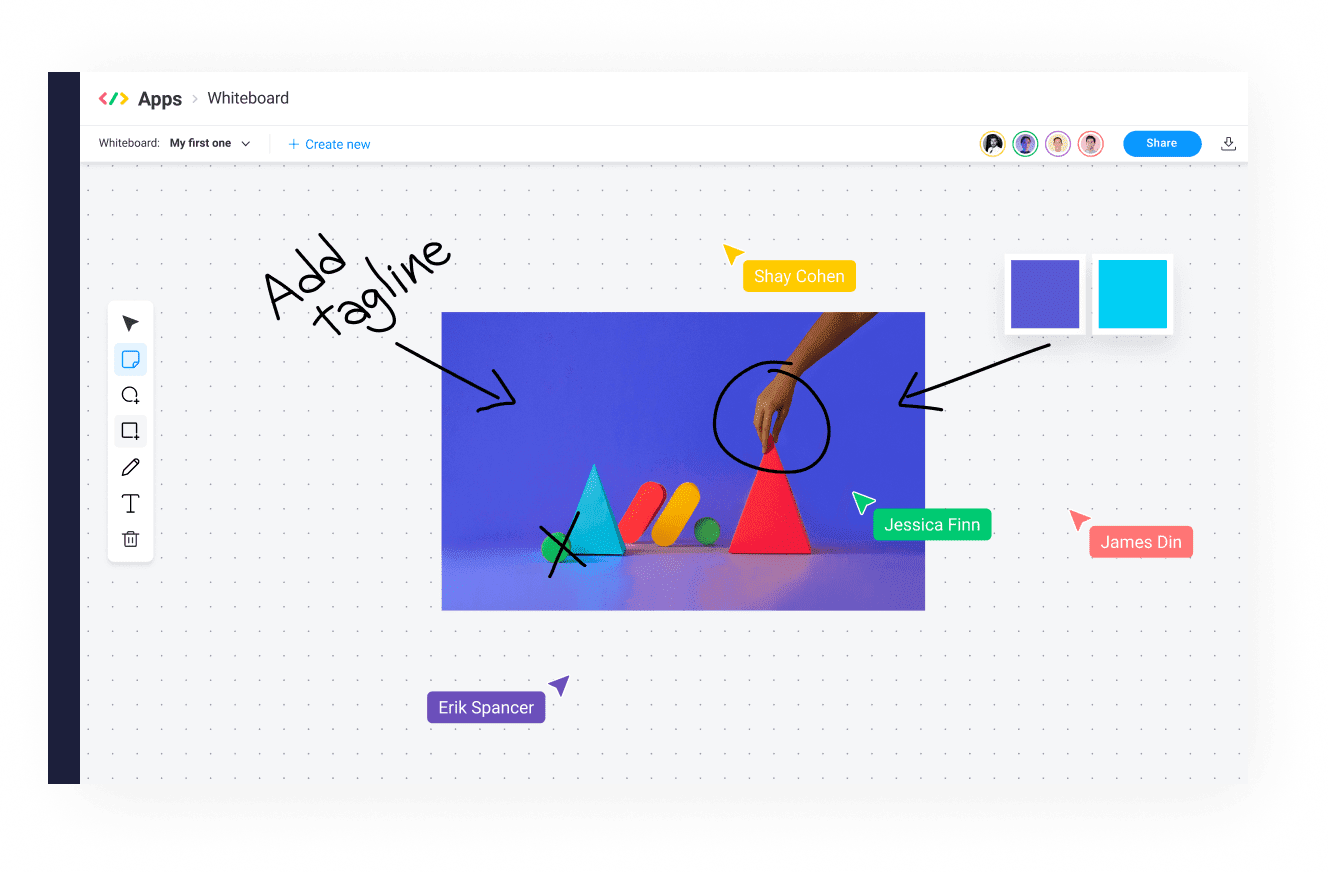 Apps > Whiteboard
Whiteboard: My first one
+ Create new
Share
Add
tagline
Shay Cohen
T
Jessica Finn
James Din
Erik Spancer